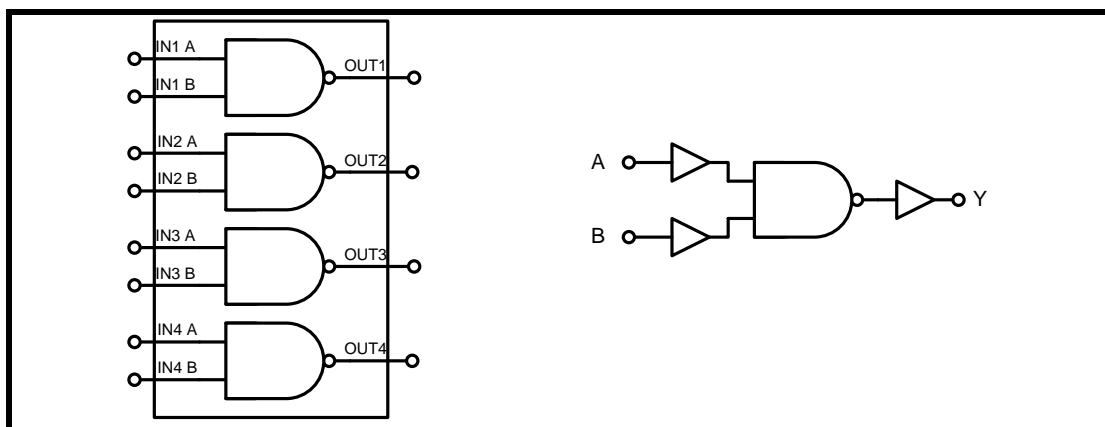 IN1 A
OUT1
IN1 B
IN2 A
OUT2
IN2 B
IN3 A
OUT3
IN3 B
IN4 A
OUT4
IN4 B
A
Y
B